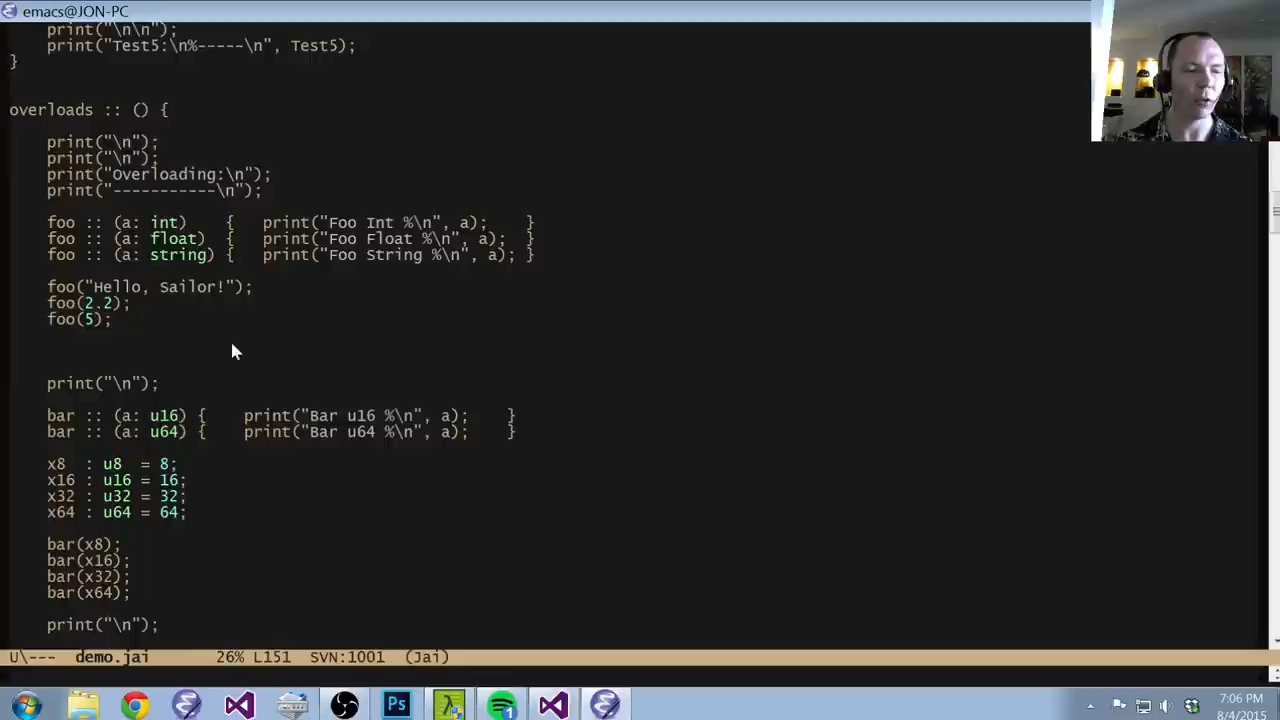 emacs@JON-PC
print("\n\n");
print("Test5:\n%-----\n", Test5);
}
overloads :: () {
print("\n");
print("\n");
print("Overloading:\n");
print("-----------\n");
foo :: (a: int) { print("Foo Int %\n", a); }
foo :: (a: float) { print("Foo Float %\n", a); }
foo :: (a: string) { print("Foo String %\n", a); }
foo("Hello, Sailor!");
foo(2.2);
foo(5);
print("\n");
bar :: (a: u16) { print("Bar u16 %\n", a); }
bar :: (a: u64) { print("Bar u64 %\n", a); }
x8 : u8 = 8;
x16 : u16 = 16;
x32 : u32 = 32;
x64 : u64 = 64;
bar(x8);
bar(x16);
bar(x32);
bar(x64);
print("\n");
U\--- demo.jai 26% L151 SVN:1001 (Jai)
Ps
1
7:06 PM
8/4/2015